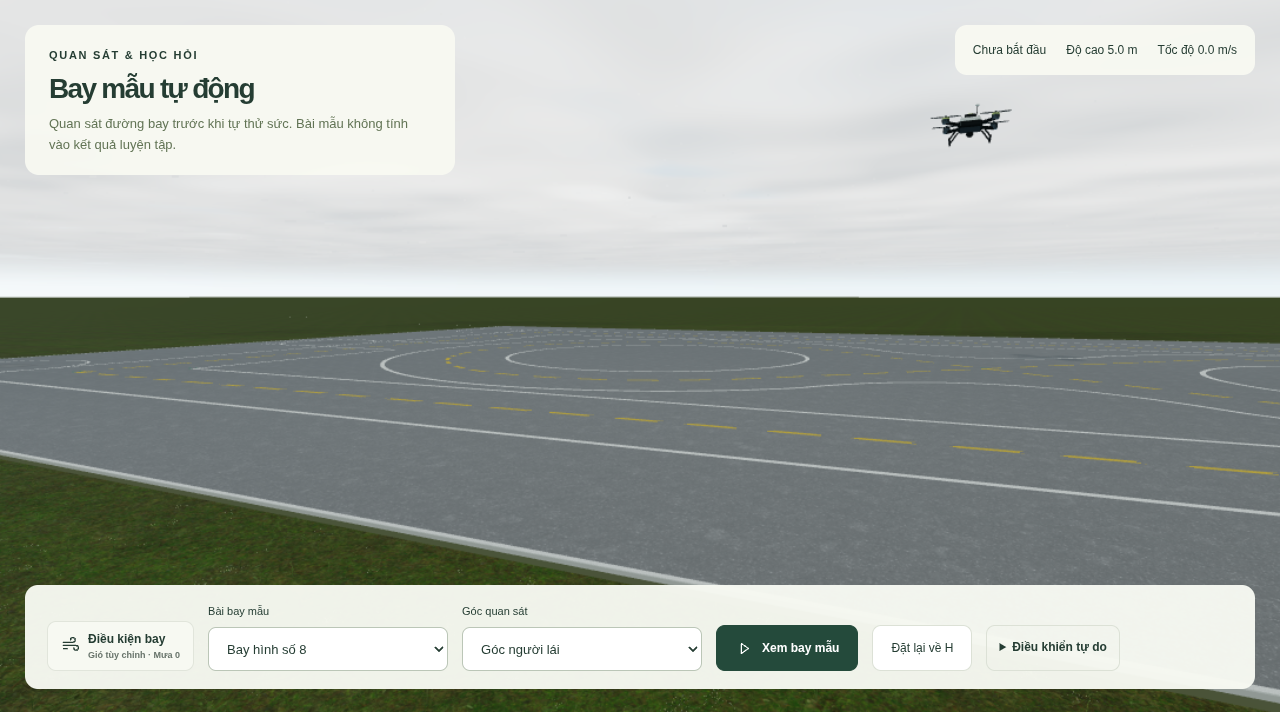 QUAN SÁT & HỌC HỎI
Bay mẫu tự động
Quan sát đường bay trước khi tự thử sức. Bài mẫu không tính
vào kết quả luyện tập.
Chưa bắt đầu Độ cao 5.0 m Tốc độ 0.0 m/s
Điều kiện bay
Gió tùy chỉnh · Mưa 0
Bài bay mẫu
Bay hình số 8
Góc quan sát
Góc người lái
Xem bay mẫu
Đặt lại về H
Điều khiển tự do